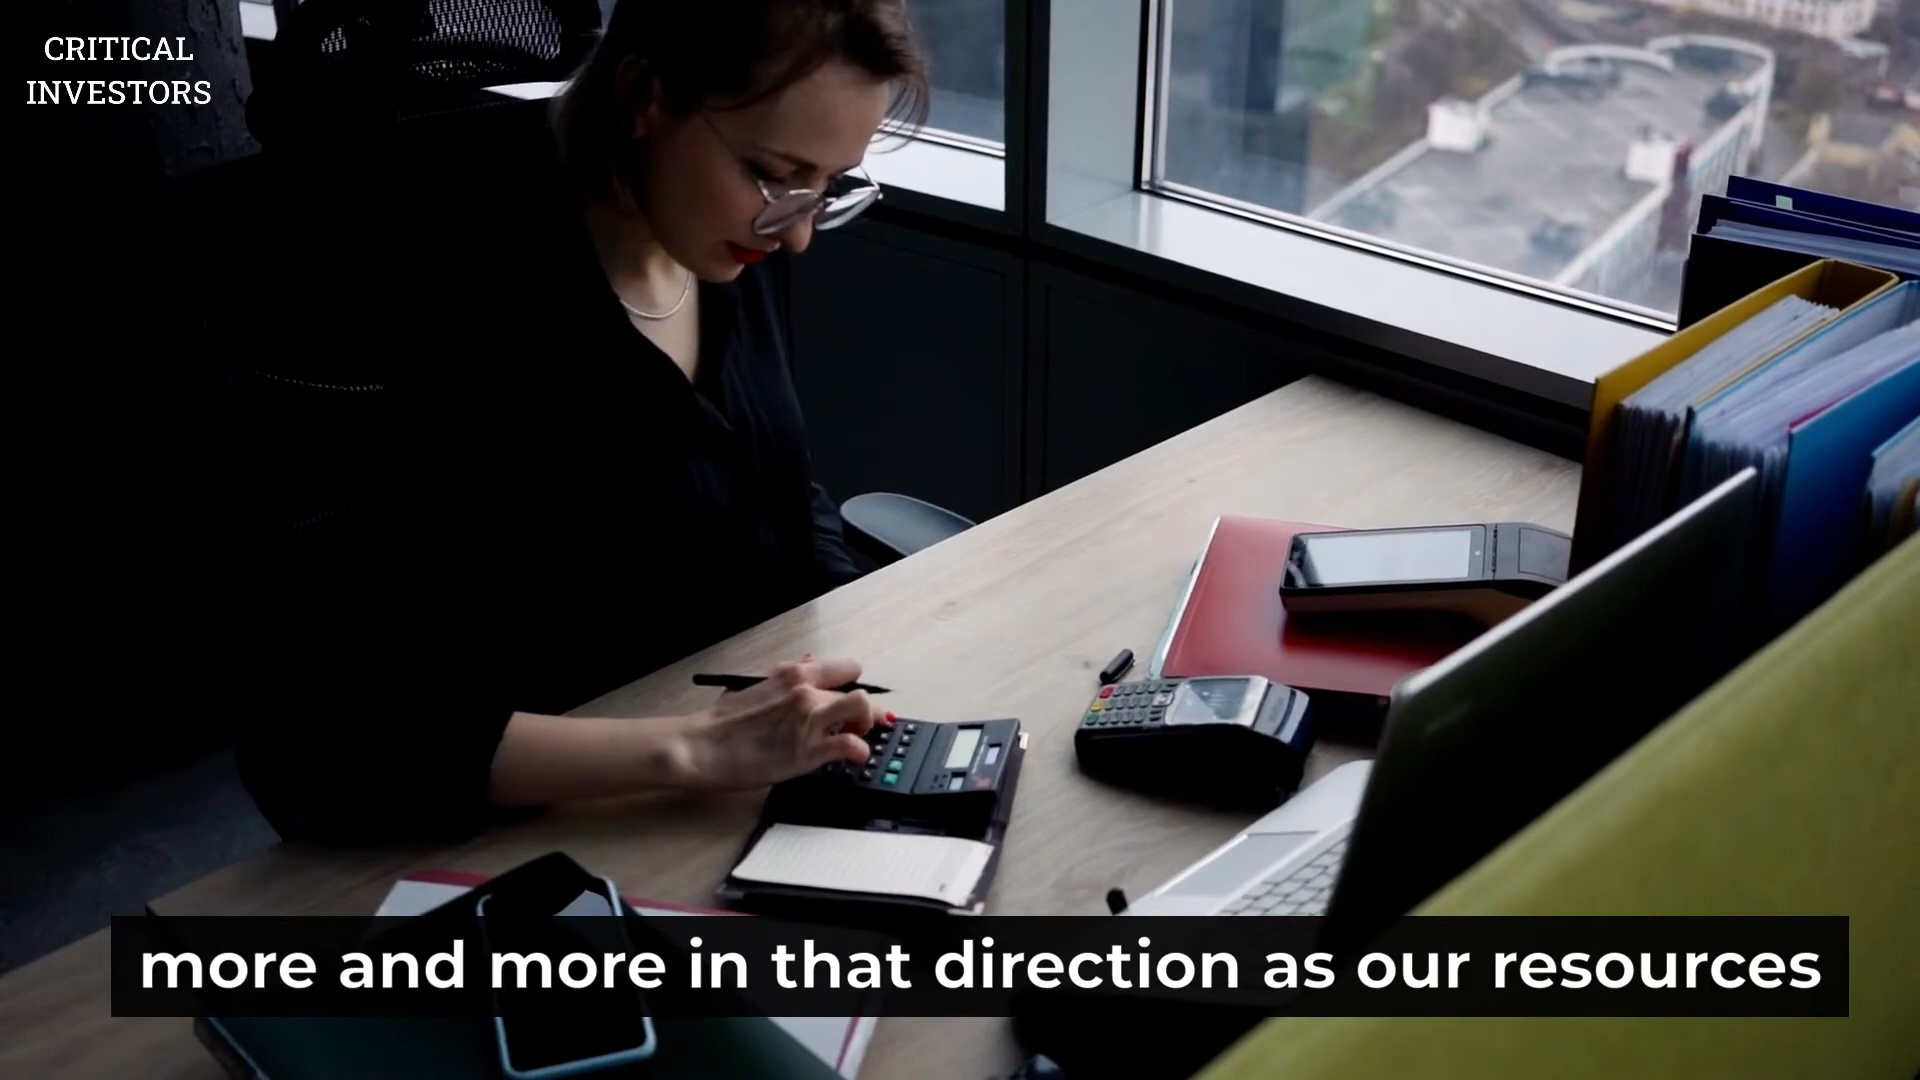 CRITICAL
INVESTORS
more and more in that direction as our resources